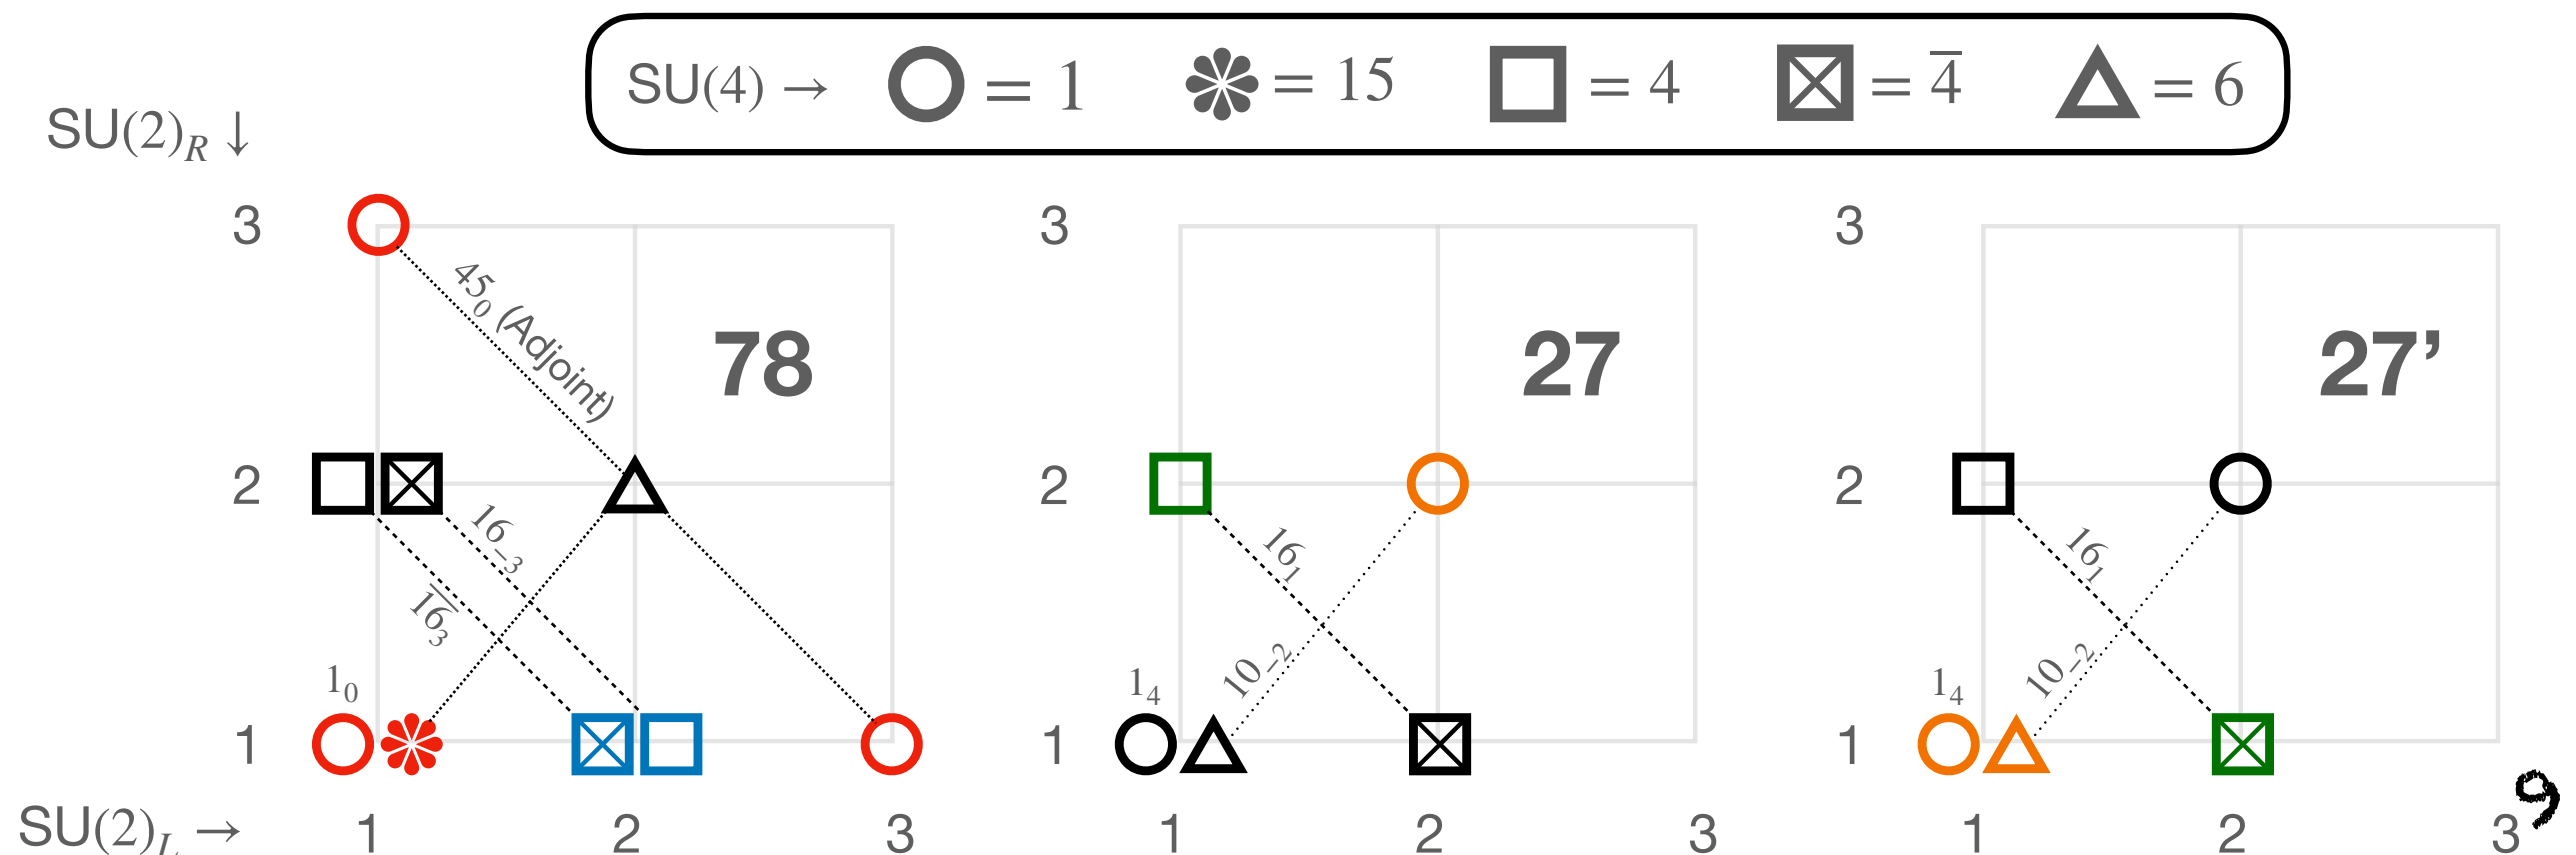 SU(4) → = 1 = 15 = 4 = 4̅ = 6
SU(2)_R ↓
3 3 3
45_0 (Adjoint)
78 27 27’
2 2 2
16_{-3} 16_1 16_1
\overline{16}_3
10_{-2} 10_{-2}
1_0 1_4 1_4
1 1 1
SU(2)_L → 1 2 3 1 2 3 1 2 3
9